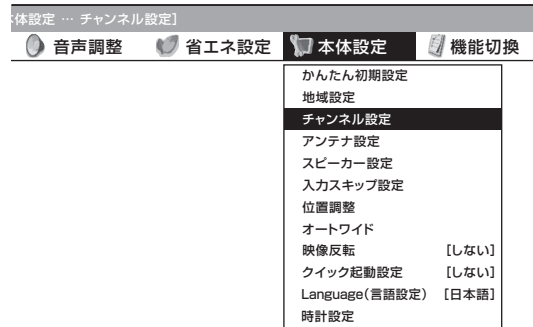 体設定 … チャンネル設定]
音声調整 省エネ設定 本体設定 機能切換
かんたん初期設定
地域設定
チャンネル設定
アンテナ設定
スピーカー設定
入力スキップ設定
位置調整
オートワイド
映像反転 [しない]
クイック起動設定 [しない]
Language(言語設定) [日本語]
時計設定